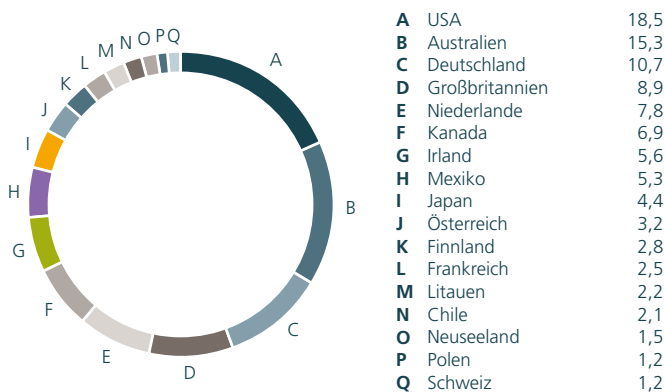 A USA 18,5
B Australien 15,3
C Deutschland 10,7
D Großbritannien 8,9
E Niederlande 7,8
F Kanada 6,9
G Irland 5,6
H Mexiko 5,3
I Japan 4,4
J Österreich 3,2
K Finnland 2,8
L Frankreich 2,5
M Litauen 2,2
N Chile 2,1
O Neuseeland 1,5
P Polen 1,2
Q Schweiz 1,2
A
B
C
D
E
F
G
H
I
J
K
L
M
N
O
P
Q